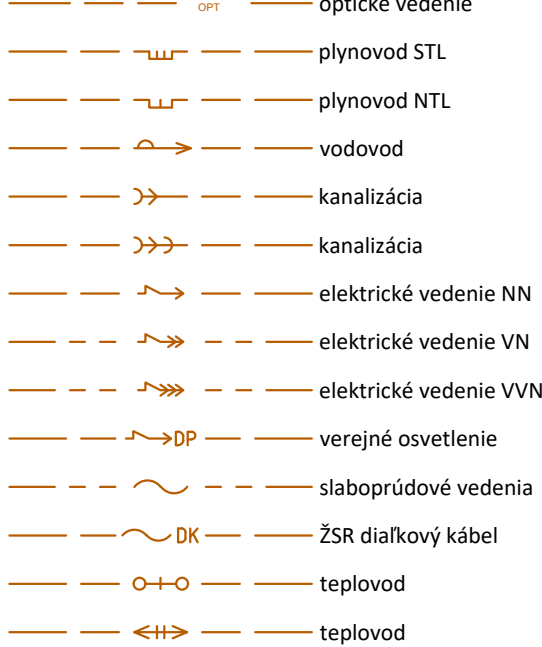 OPT optické vedenie
plynovod STL
plynovod NTL
vodovod
kanalizácia
kanalizácia
elektrické vedenie NN
elektrické vedenie VN
elektrické vedenie VVN
DP verejné osvetlenie
slaboprúdové vedenia
DK ŽSR diaľkový kábel
teplovod
teplovod